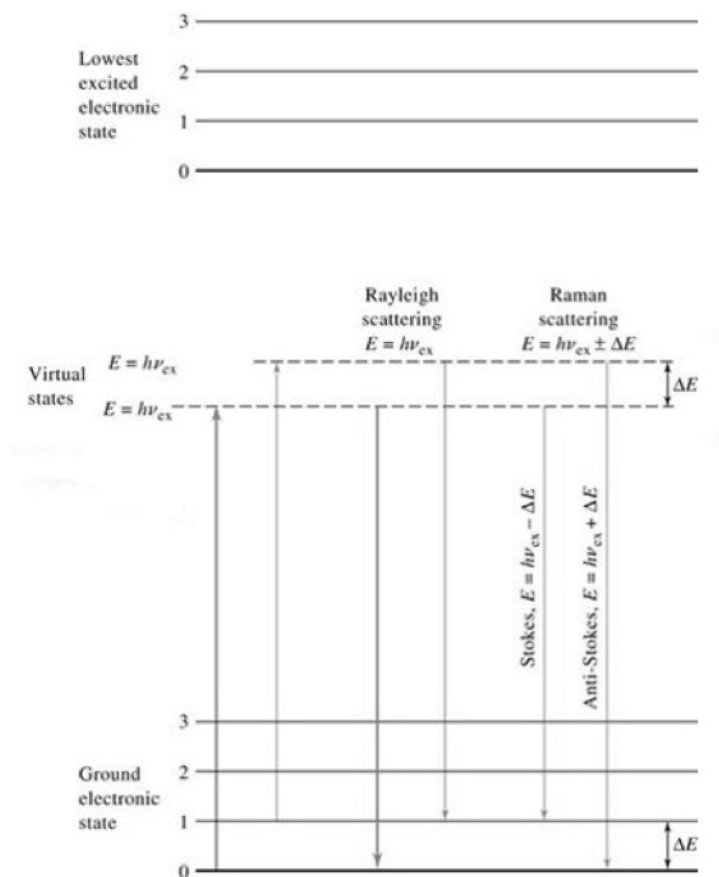 3
Lowest
excited
electronic
state
2
1
0
Rayleigh
scattering
E = hν_ex
Raman
scattering
E = hν_ex ± ΔE
Virtual
states
E = hν_ex
E = hν_ex
ΔE
Stokes, E = hν_ex − ΔE
Anti-Stokes, E = hν_ex + ΔE
3
Ground
electronic
state
2
1
0
ΔE